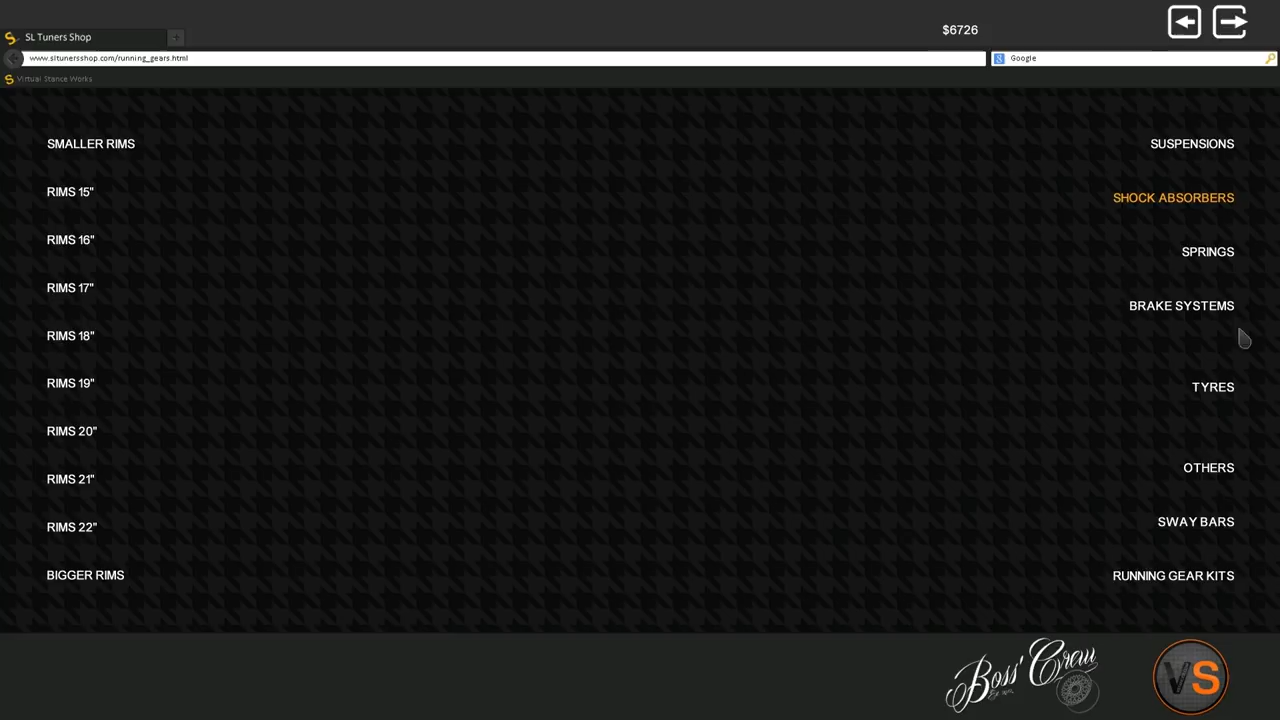 $6726
SL Tuners Shop
www.sltunersshop.com/running_gears.html
Google
Virtual Stance Works
SMALLER RIMS
RIMS 15"
RIMS 16"
RIMS 17"
RIMS 18"
RIMS 19"
RIMS 20"
RIMS 21"
RIMS 22"
BIGGER RIMS
SUSPENSIONS
SHOCK ABSORBERS
SPRINGS
BRAKE SYSTEMS
TYRES
OTHERS
SWAY BARS
RUNNING GEAR KITS
Boss' Crew
VS